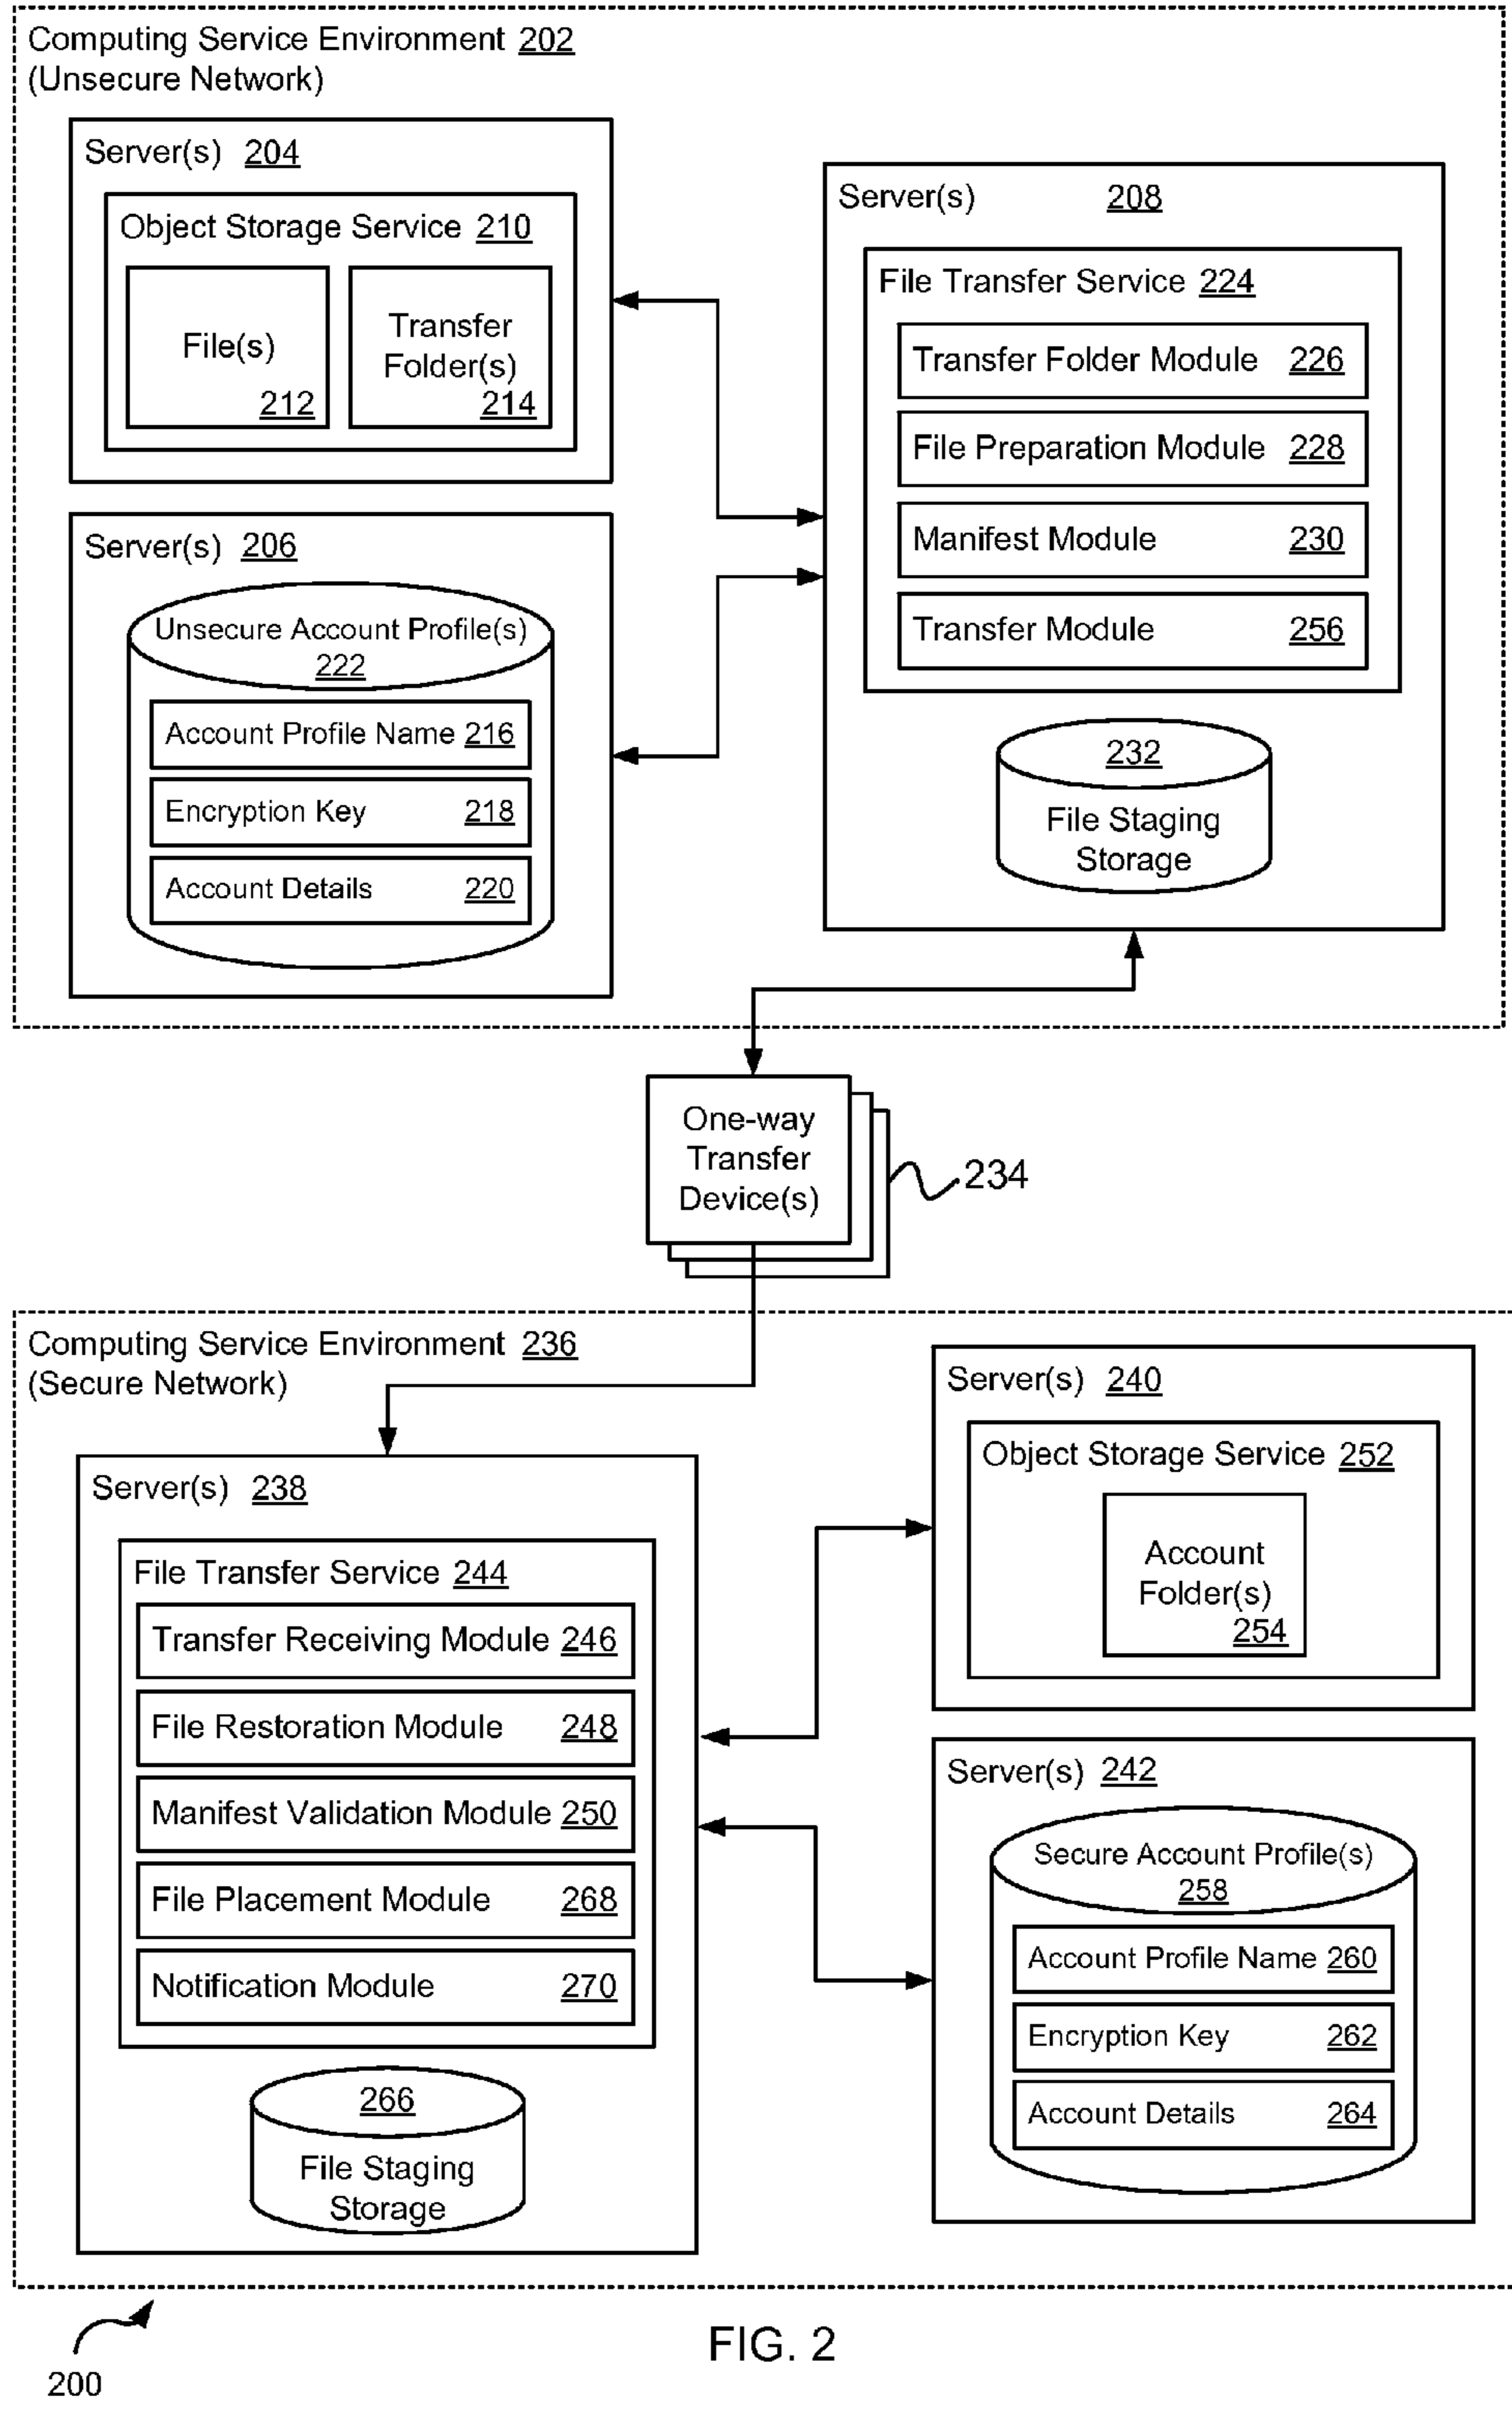 Computing Service Environment 202
(Unsecure Network)
Server(s) 204
Object Storage Service 210
File(s)
212
Transfer
Folder(s)
214
Server(s) 206
Unsecure Account Profile(s)
222
Account Profile Name 216
Encryption Key 218
Account Details 220
Server(s) 208
File Transfer Service 224
Transfer Folder Module 226
File Preparation Module 228
Manifest Module 230
Transfer Module 256
232
File Staging
Storage
One-way
Transfer
Device(s)
234
Computing Service Environment 236
(Secure Network)
Server(s) 238
File Transfer Service 244
Transfer Receiving Module 246
File Restoration Module 248
Manifest Validation Module 250
File Placement Module 268
Notification Module 270
266
File Staging
Storage
Server(s) 240
Object Storage Service 252
Account
Folder(s)
254
Server(s) 242
Secure Account Profile(s)
258
Account Profile Name 260
Encryption Key 262
Account Details 264
200
FIG. 2